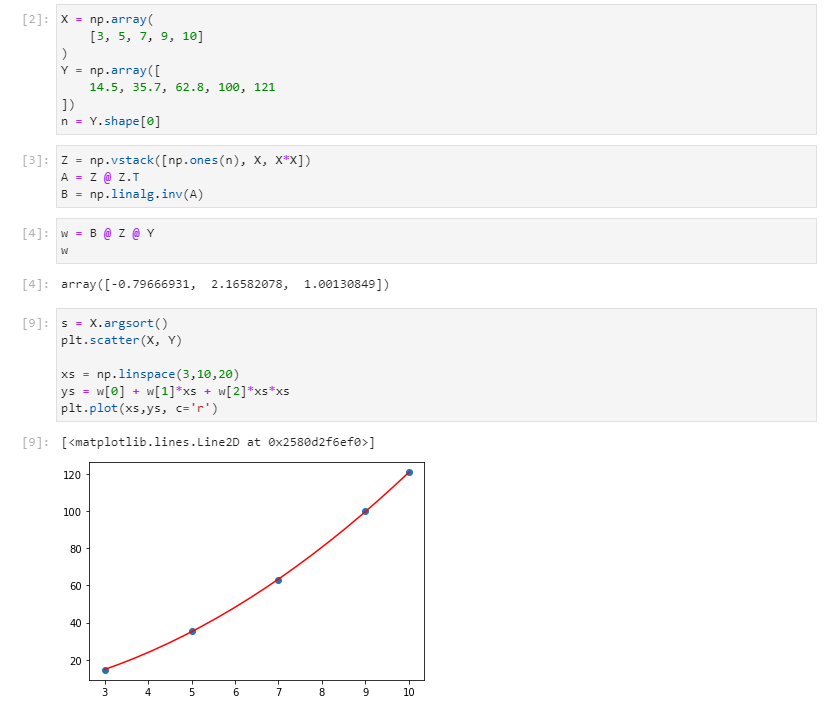 [2]: X = np.array(
    [3, 5, 7, 9, 10]
)
Y = np.array([
    14.5, 35.7, 62.8, 100, 121
])
n = Y.shape[0]
[3]: Z = np.vstack([np.ones(n), X, X*X])
A = Z @ Z.T
B = np.linalg.inv(A)
[4]: w = B @ Z @ Y
w
[4]: array([-0.79666931,  2.16582078,  1.00130849])
[9]: s = X.argsort()
plt.scatter(X, Y)
xs = np.linspace(3,10,20)
ys = w[0] + w[1]*xs + w[2]*xs*xs
plt.plot(xs,ys, c='r')
[9]: [<matplotlib.lines.Line2D at 0x2580d2f6ef0>]
120
100
80
60
40
20
3 4 5 6 7 8 9 10